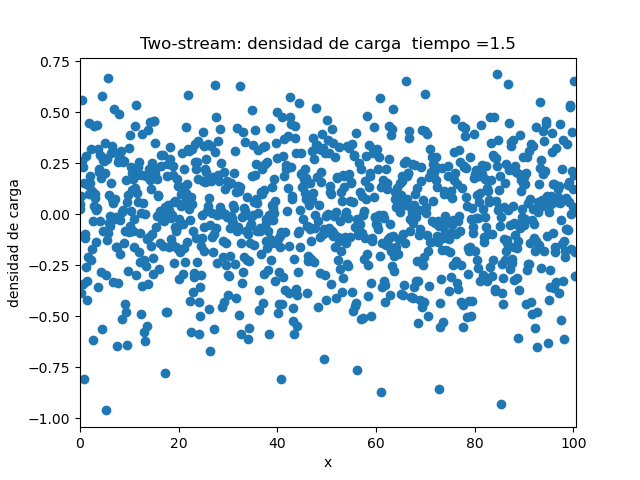 Two-stream: densidad de carga  tiempo =1.5
densidad de carga
0.75
0.50
0.25
0.00
−0.25
−0.50
−0.75
−1.00
0 20 40 60 80 100
x